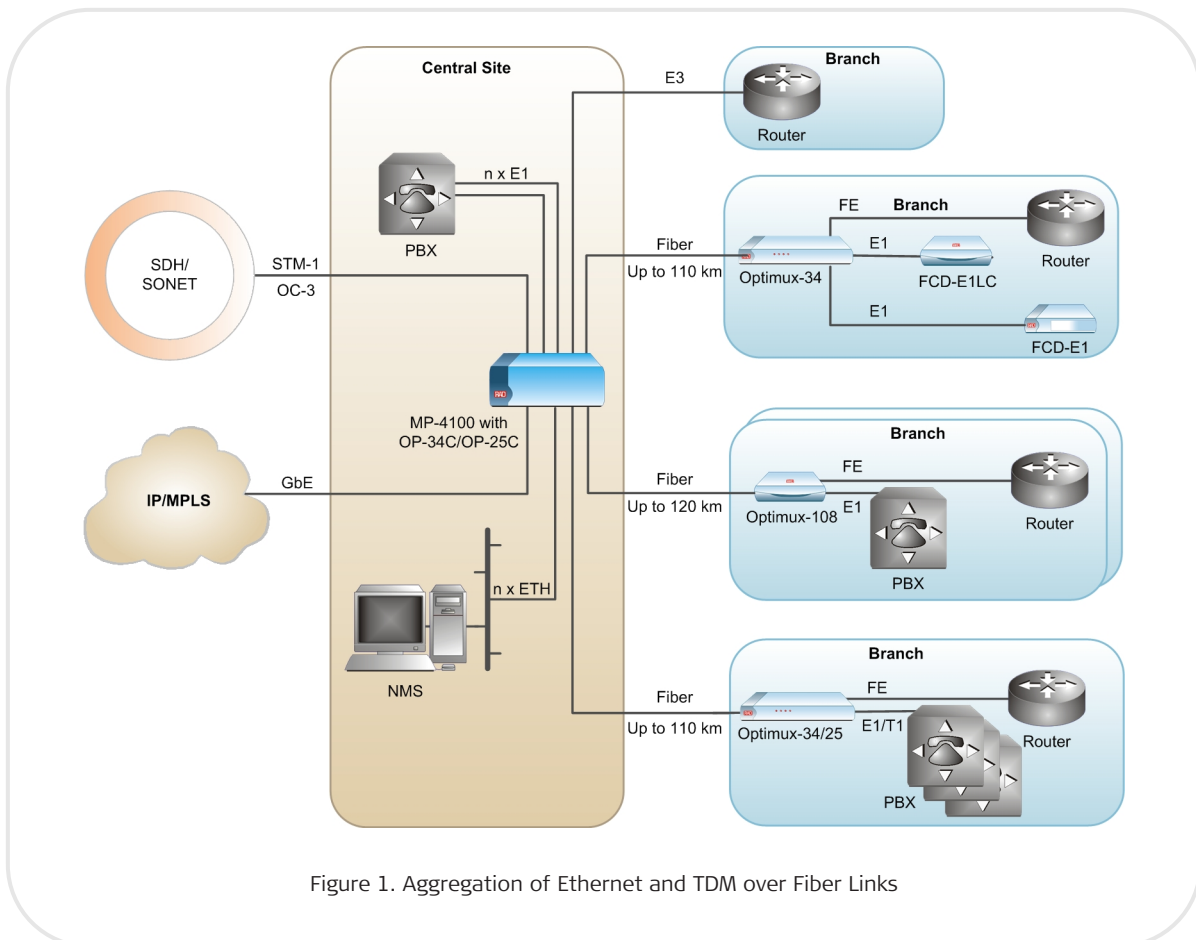 Central Site
n x E1
PBX
SDH/
SONET
STM-1
OC-3
RAD
MP-4100 with
OP-34C/OP-25C
IP/MPLS
GbE
n x ETH
NMS
E3
Branch
Router
Fiber
Up to 110 km
Optimux-34
FE
Branch
E1
FCD-E1LC
Router
E1
FCD-E1
Fiber
Up to 120 km
Branch
Optimux-108
FE
E1
PBX
Router
Fiber
Up to 110 km
Branch
Optimux-34/25
FE
E1/T1
PBX
Router
Figure 1. Aggregation of Ethernet and TDM over Fiber Links